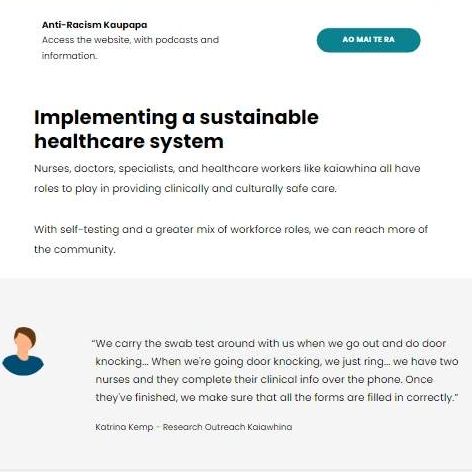 Anti-Racism Kaupapa
Access the website, with podcasts and
information.
AO MAI TE RA
Implementing a sustainable
healthcare system
Nurses, doctors, specialists, and healthcare workers like kaiawhina all have
roles to play in providing clinically and culturally safe care.
With self-testing and a greater mix of workforce roles, we can reach more of
the community.
“We carry the swab test around with us when we go out and do door
knocking... When we're going door knocking, we just ring... we have two
nurses and they complete their clinical info over the phone. Once
they've finished, we make sure that all the forms are filled in correctly.”
Katrina Kemp - Research Outreach Kaiawhina